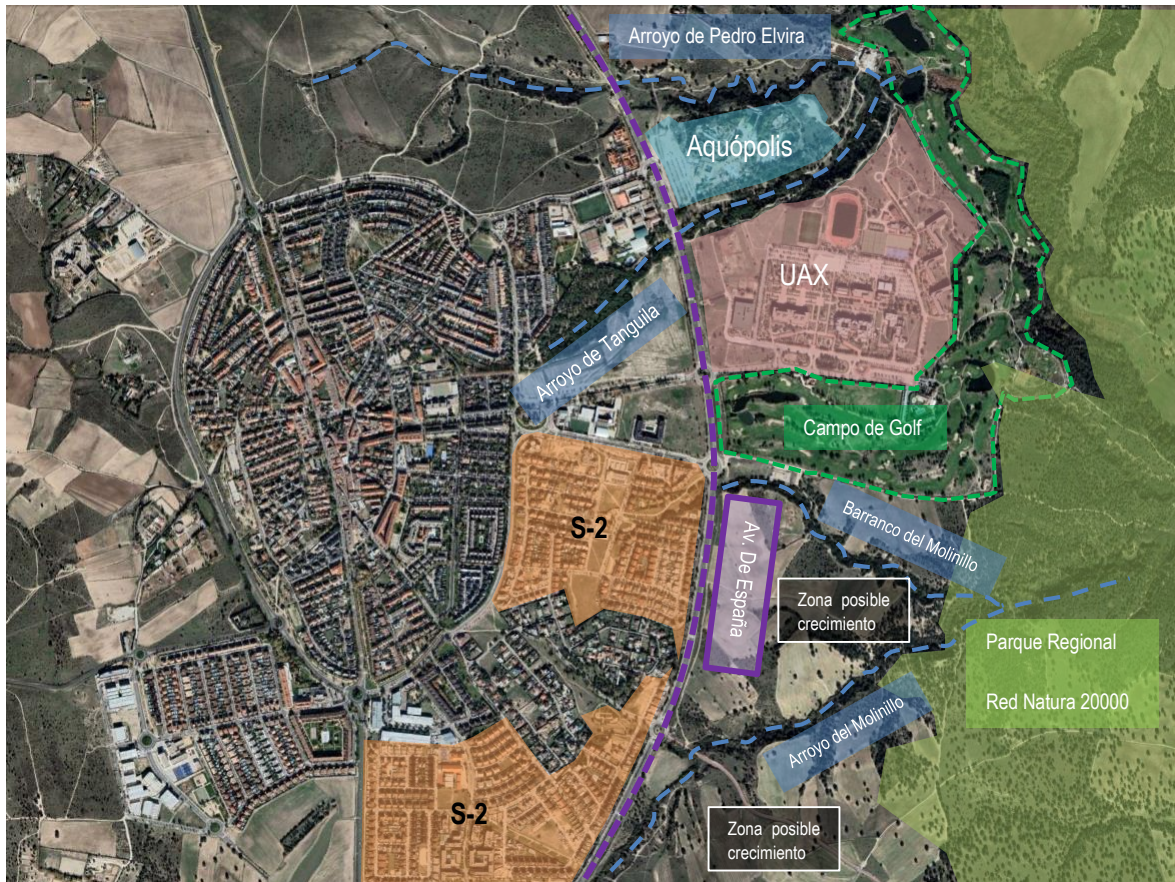 Arroyo de Pedro Elvira
Aquópolis
UAX
Arroyo de Tanguila
Campo de Golf
S-2
Barranco del Molinillo
Av. De España
Zona posible
crecimiento
Parque Regional
Red Natura 20000
Arroyo del Molinillo
S-2
Zona posible
crecimiento